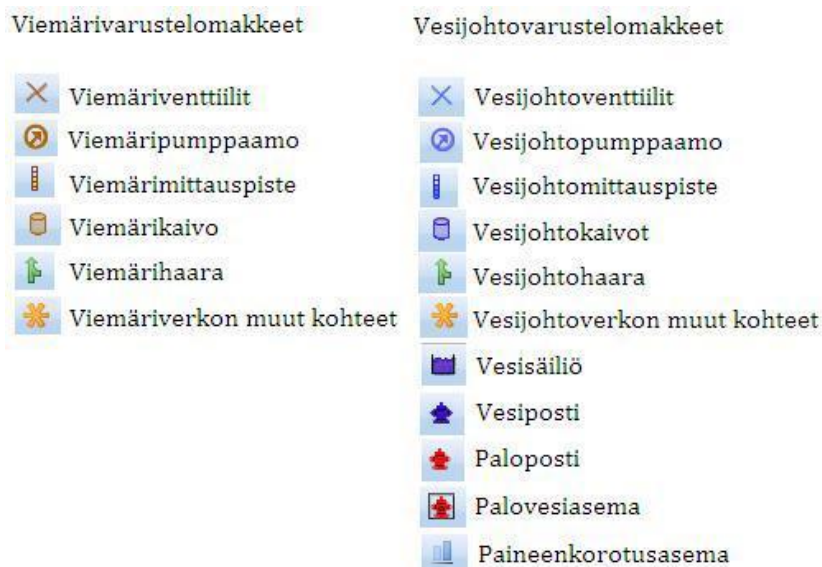 Viemärivarustelomakkeet
Viemäriventtiilit
Viemäripumppaamo
Viemärimittauspiste
Viemärikaivo
Viemärihaara
Viemäriverkon muut kohteet
Vesijohtovarustelomakkeet
Vesijohtoventtiilit
Vesijohtopumppaamo
Vesijohtomittauspiste
Vesijohtokaivot
Vesijohtohaara
Vesijohtoverkon muut kohteet
Vesisäiliö
Vesiposti
Paloposti
Palovesiasema
Paineenkorotusasema